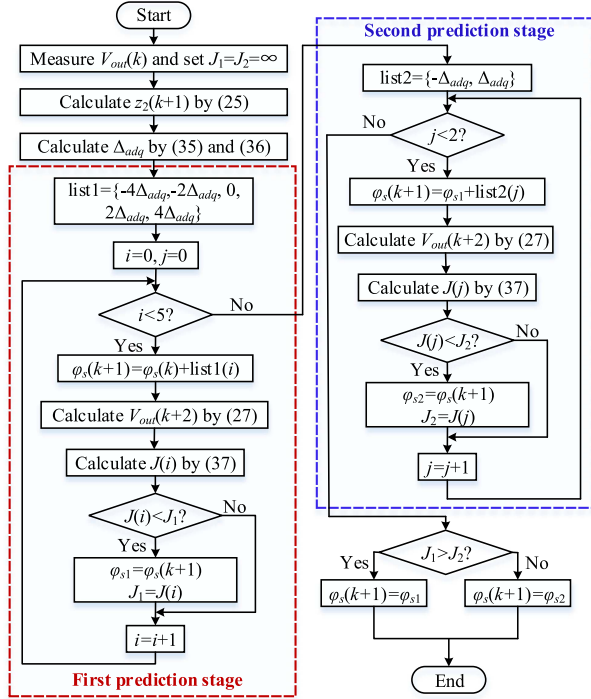 Start
Measure Vout(k) and set J1=J2=∞
Calculate z2(k+1) by (25)
Calculate Δadq by (35) and (36)
list1={-4Δadq,-2Δadq, 0,
2Δadq, 4Δadq}
i=0, j=0
i<5?
No
Yes
φs(k+1)=φs(k)+list1(i)
Calculate Vout(k+2) by (27)
Calculate J(i) by (37)
J(i)<J1?
No
Yes
φs1=φs(k+1)
J1=J(i)
i=i+1
First prediction stage
Second prediction stage
list2={-Δadq, Δadq}
j<2?
No
Yes
φs(k+1)=φs1+list2(j)
Calculate Vout(k+2) by (27)
Calculate J(j) by (37)
J(j)<J2?
No
Yes
φs2=φs(k+1)
J2=J(j)
j=j+1
J1>J2?
Yes
No
φs(k+1)=φs1
φs(k+1)=φs2
End